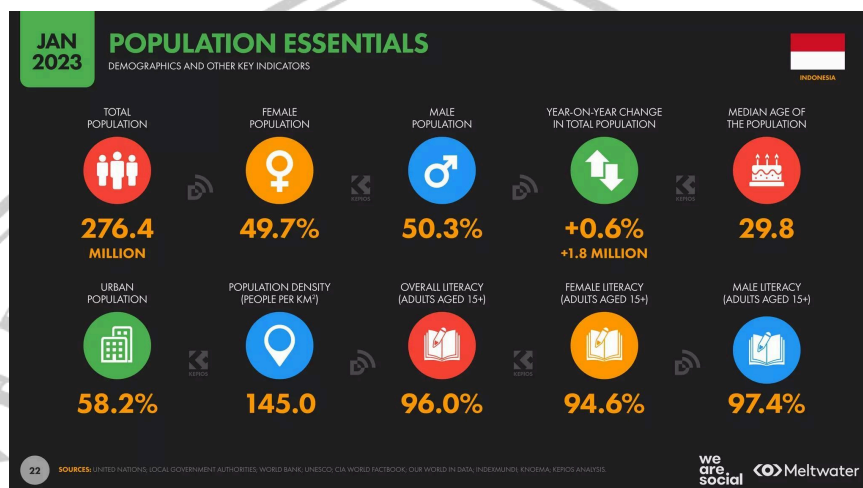 JAN
2023
POPULATION ESSENTIALS
DEMOGRAPHICS AND OTHER KEY INDICATORS
INDONESIA
TOTAL
POPULATION
276.4
MILLION
FEMALE
POPULATION
49.7%
MALE
POPULATION
50.3%
YEAR-ON-YEAR CHANGE
IN TOTAL POPULATION
+0.6%
+1.8 MILLION
MEDIAN AGE OF
THE POPULATION
29.8
KEPIOS
KEPIOS
URBAN
POPULATION
58.2%
POPULATION DENSITY
(PEOPLE PER KM²)
145.0
OVERALL LITERACY
(ADULTS AGED 15+)
96.0%
FEMALE LITERACY
(ADULTS AGED 15+)
94.6%
MALE LITERACY
(ADULTS AGED 15+)
97.4%
KEPIOS
KEPIOS
22
SOURCES: UNITED NATIONS; LOCAL GOVERNMENT AUTHORITIES; WORLD BANK; UNESCO; CIA WORLD FACTBOOK; OUR WORLD IN DATA; INDEXMUNDI; KNOEMA; KEPIOS ANALYSIS.
we
are
social
Meltwater